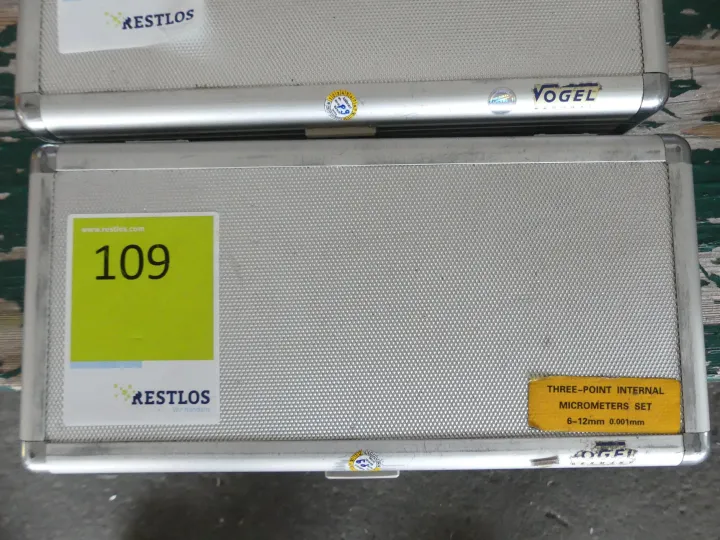 RESTLOS
VOGEL
www.restlos.com
109
RESTLOS
THREE-POINT INTERNAL
MICROMETERS SET
6-12mm 0.001mm
VOGEL